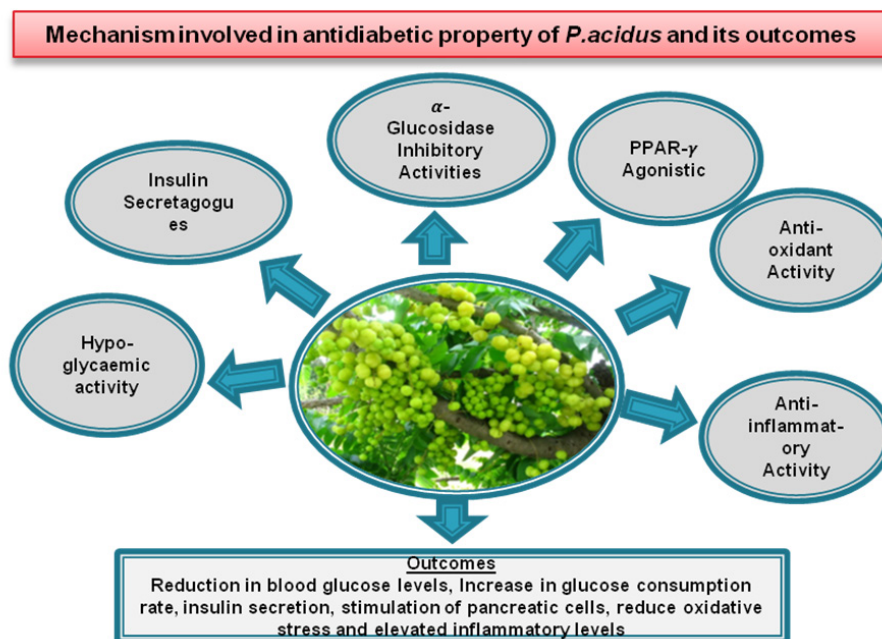 Mechanism involved in antidiabetic property of P.acidus and its outcomes
α-
Glucosidase
Inhibitory
Activities
PPAR-γ
Agonistic
Insulin
Secretagogu
es
Anti-
oxidant
Activity
Hypo-
glycaemic
activity
Anti-
inflammat-
ory
Activity
Outcomes
Reduction in blood glucose levels, Increase in glucose consumption
rate, insulin secretion, stimulation of pancreatic cells, reduce oxidative
stress and elevated inflammatory levels